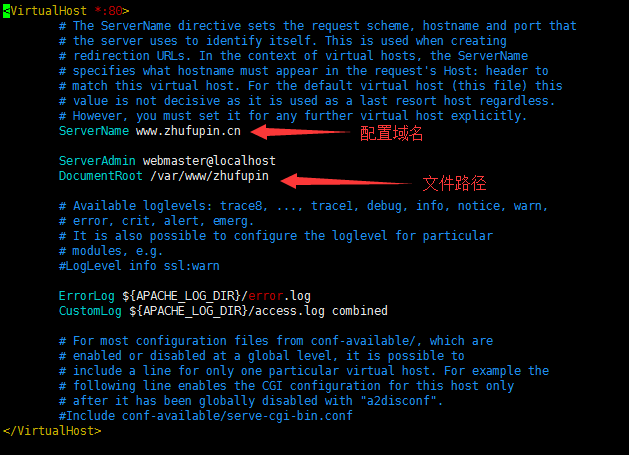 <VirtualHost *:80>
# The ServerName directive sets the request scheme, hostname and port that
# the server uses to identify itself. This is used when creating
# redirection URLs. In the context of virtual hosts, the ServerName
# specifies what hostname must appear in the request's Host: header to
# match this virtual host. For the default virtual host (this file) this
# value is not decisive as it is used as a last resort host regardless.
# However, you must set it for any further virtual host explicitly.
ServerName www.zhufupin.cn 配置域名
ServerAdmin webmaster@localhost
DocumentRoot /var/www/zhufupin 文件路径
# Available loglevels: trace8, ..., trace1, debug, info, notice, warn,
# error, crit, alert, emerg.
# It is also possible to configure the loglevel for particular
# modules, e.g.
#LogLevel info ssl:warn
ErrorLog ${APACHE_LOG_DIR}/error.log
CustomLog ${APACHE_LOG_DIR}/access.log combined
# For most configuration files from conf-available/, which are
# enabled or disabled at a global level, it is possible to
# include a line for only one particular virtual host. For example the
# following line enables the CGI configuration for this host only
# after it has been globally disabled with "a2disconf".
#Include conf-available/serve-cgi-bin.conf
</VirtualHost>